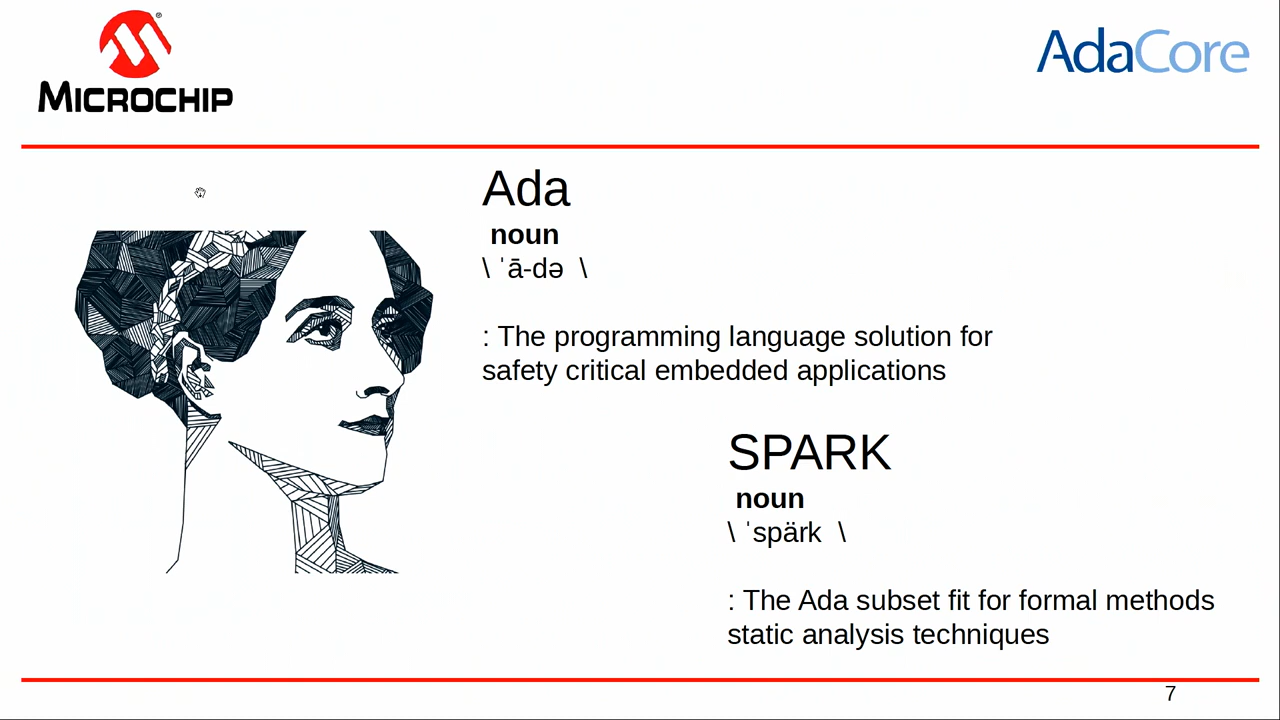 MICROCHIP
AdaCore
Ada
noun
\ ˈā-də \
: The programming language solution for
safety critical embedded applications
SPARK
noun
\ ˈspärk \
: The Ada subset fit for formal methods
static analysis techniques
7